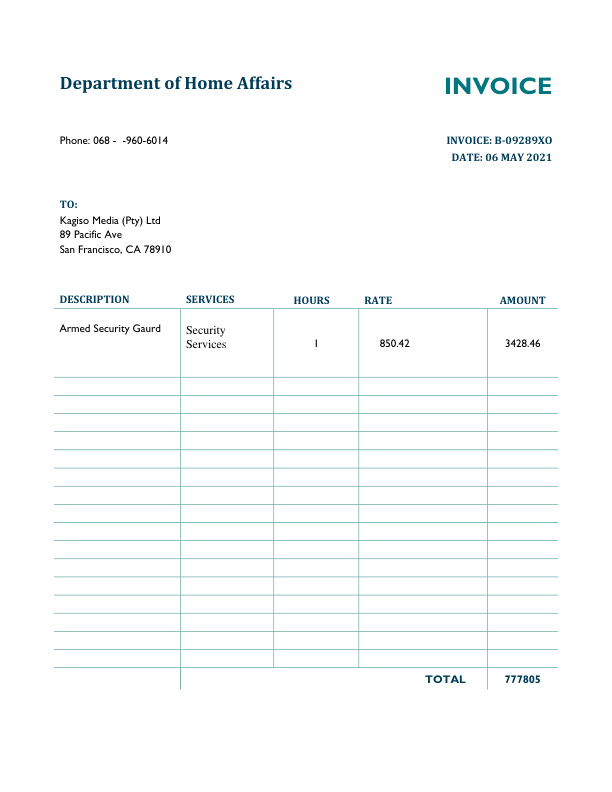 Department of Home Affairs
INVOICE
Phone: 068 -  -960-6014
INVOICE: B-09289XO
DATE: 06 MAY 2021
TO:
Kagiso Media (Pty) Ltd
89 Pacific Ave
San Francisco, CA 78910
DESCRIPTION SERVICES HOURS RATE AMOUNT
Armed Security Gaurd
Security
Services
1 850.42 3428.46
TOTAL 777805